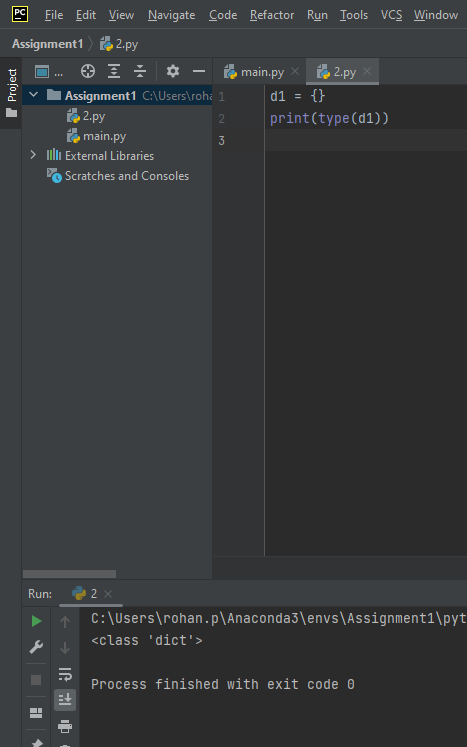 PC File Edit View Navigate Code Refactor Run Tools VCS Window
Assignment1 2.py
Project
...
main.py 2.py
Assignment1 C:\Users\roha
2.py
main.py
External Libraries
Scratches and Consoles
1 d1 = {}
2 print(type(d1))
3
Run: 2
C:\Users\rohan.p\Anaconda3\envs\Assignment1\pyt
<class 'dict'>
Process finished with exit code 0